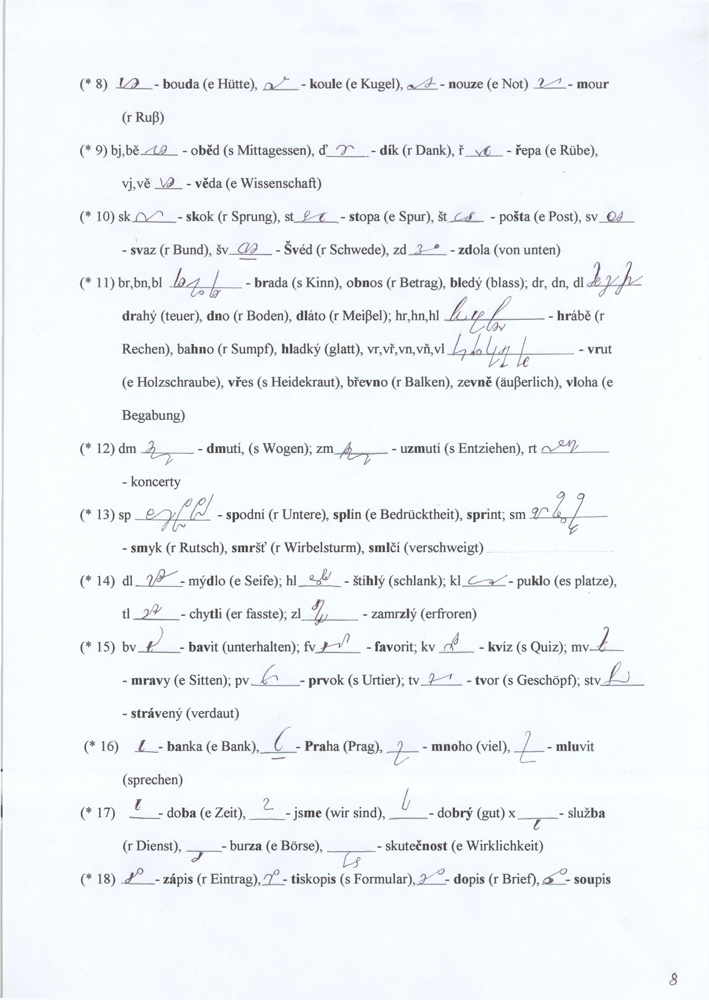 (* 8) - bouda (e Hütte), - koule (e Kugel), - nouze (e Not) - mour
(r Ruβ)
(* 9) bj,bě - oběd (s Mittagessen), ď - dík (r Dank), ř - řepa (e Rübe),
vj,vě - věda (e Wissenschaft)
(* 10) sk - skok (r Sprung), st - stopa (e Spur), št - pošta (e Post), sv
- svaz (r Bund), šv - Švéd (r Schwede), zd - zdola (von unten)
(* 11) br,bn,bl - brada (s Kinn), obnos (r Betrag), bledý (blass); dr, dn, dl
drahý (teuer), dno (r Boden), dláto (r Meiβel); hr,hn,hl - hrábě (r
Rechen), bahno (r Sumpf), hladký (glatt), vr,vř,vn,vň,vl - vrut
(e Holzschraube), vřes (s Heidekraut), břevno (r Balken), zevně (äuβerlich), vloha (e
Begabung)
(* 12) dm - dmutí, (s Wogen); zm - uzmutí (s Entziehen), rt
- koncerty
(* 13) sp - spodní (r Untere), splín (e Bedrücktheit), sprint; sm
- smyk (r Rutsch), smršť (r Wirbelsturm), smlčí (verschweigt)
(* 14) dl - mýdlo (e Seife); hl - štíhlý (schlank); kl - puklo (es platze),
tl - chytli (er fasste); zl - zamrzlý (erfroren)
(* 15) bv - bavit (unterhalten); fv - favorit; kv - kvíz (s Quiz); mv
- mravy (e Sitten); pv - prvok (s Urtier); tv - tvor (s Geschöpf); stv
- strávený (verdaut)
(* 16) - banka (e Bank), - Praha (Prag), - mnoho (viel), - mluvit
(sprechen)
(* 17) - doba (e Zeit), - jsme (wir sind), - dobrý (gut) x - služba
(r Dienst), - burza (e Börse), - skutečnost (e Wirklichkeit)
(* 18) - zápis (r Eintrag), - tiskopis (s Formular), - dopis (r Brief), - soupis
8